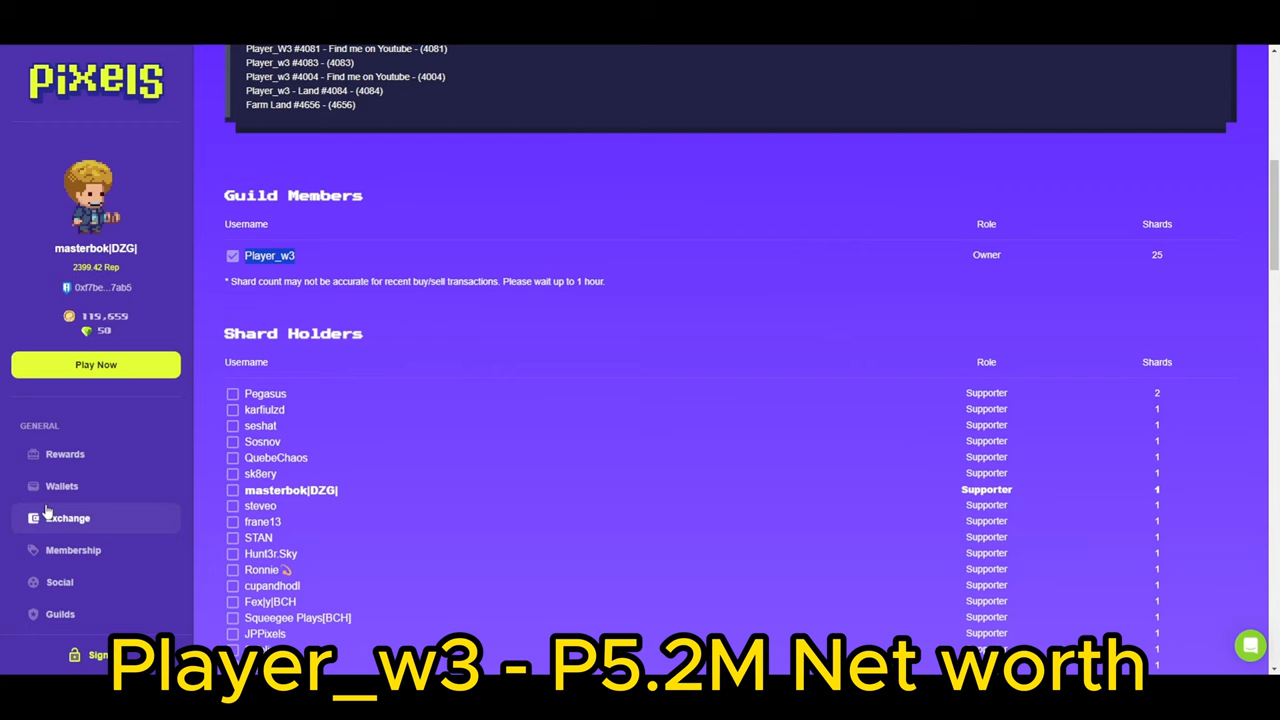 pixels
masterbok|DZG|
2399.42 Rep
0xf7be...7ab5
119,659
50
Play Now
GENERAL
Rewards
Wallets
Exchange
Membership
Social
Guilds
Sign
Player_W3 #4081 - Find me on Youtube - (4081)
Player_w3 #4083 - (4083)
Player_w3 #4004 - Find me on Youtube - (4004)
Player_w3 - Land #4084 - (4084)
Farm Land #4656 - (4656)
Guild Members
Username Role Shards
Player_w3 Owner 25
* Shard count may not be accurate for recent buy/sell transactions. Please wait up to 1 hour.
Shard Holders
Username Role Shards
Pegasus Supporter 2
karfiulzd Supporter 1
seshat Supporter 1
Sosnov Supporter 1
QuebeChaos Supporter 1
sk8ery Supporter 1
masterbok|DZG| Supporter 1
steveo Supporter 1
frane13 Supporter 1
STAN Supporter 1
Hunt3r.Sky Supporter 1
Ronnie💫 Supporter 1
cupandhodl Supporter 1
Fex|y|BCH Supporter 1
Squeegee Plays[BCH] Supporter 1
JPPixels Supporter 1
1
Player_w3 - P5.2M Net worth